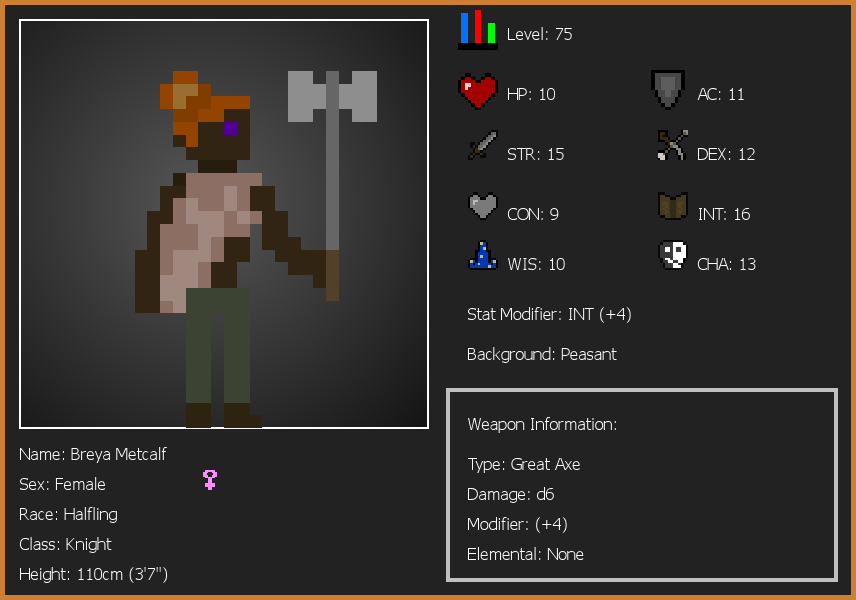 Level: 75
HP: 10
AC: 11
STR: 15
DEX: 12
CON: 9
INT: 16
WIS: 10
CHA: 13
Stat Modifier: INT (+4)
Background: Peasant
Weapon Information:
Type: Great Axe
Damage: d6
Modifier: (+4)
Elemental: None
Name: Breya Metcalf
Sex: Female
Race: Halfling
Class: Knight
Height: 110cm (3'7")